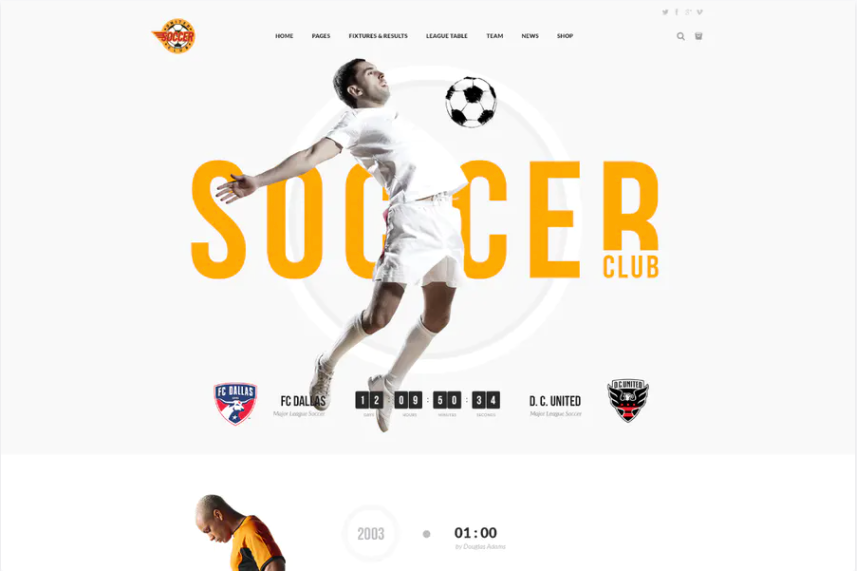 UNITED
SOCCER
CLUB
HOME
PAGES
FIXTURES & RESULTS
LEAGUE TABLE
TEAM
NEWS
SHOP
SOCCER
CLUB
FC DALLAS
FC DALLAS
Major League Soccer
12 : 09 : 50 : 34
DAYS
HOURS
MINUTES
SECONDS
D. C. UNITED
Major League Soccer
D.C. UNITED
2003
01 : 00
by Douglas Adams